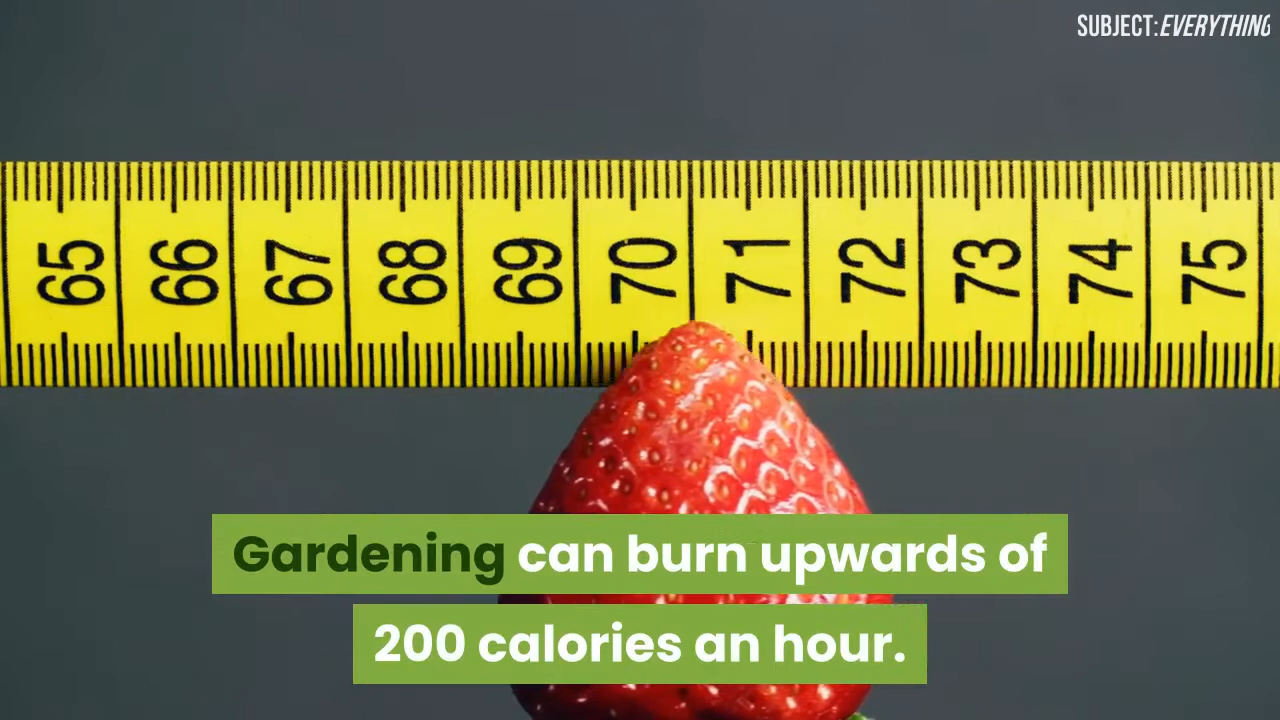 SUBJECT:EVERYTHING
65 66 67 68 69 70 71 72 73 74 75
Gardening can burn upwards of
200 calories an hour.